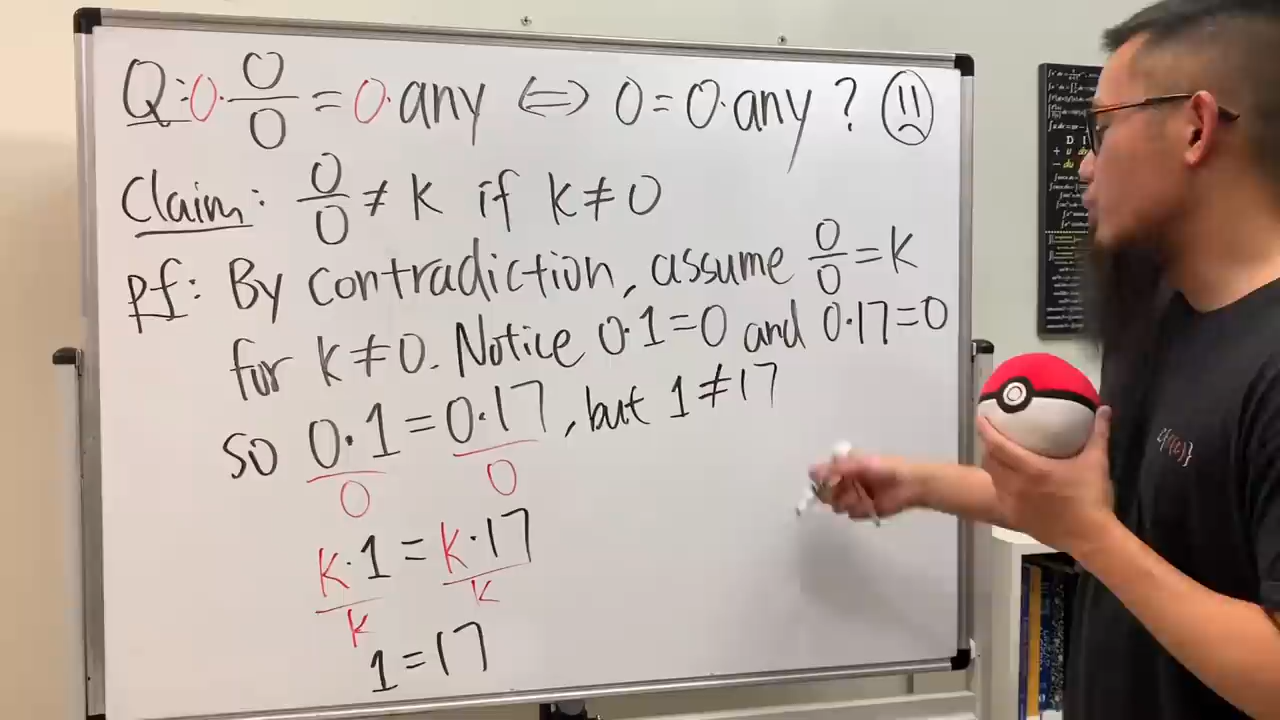 Q: 0·0/0 = 0·any ⇔ 0 = 0·any ?
Claim: 0/0 ≠ k if k ≠ 0
pf: By contradiction, assume 0/0 = k
for k ≠ 0. Notice 0·1 = 0 and 0·17 = 0
so 0·1/0 = 0·17/0, but 1 ≠ 17
k·1/k = k·17/k
1 = 17